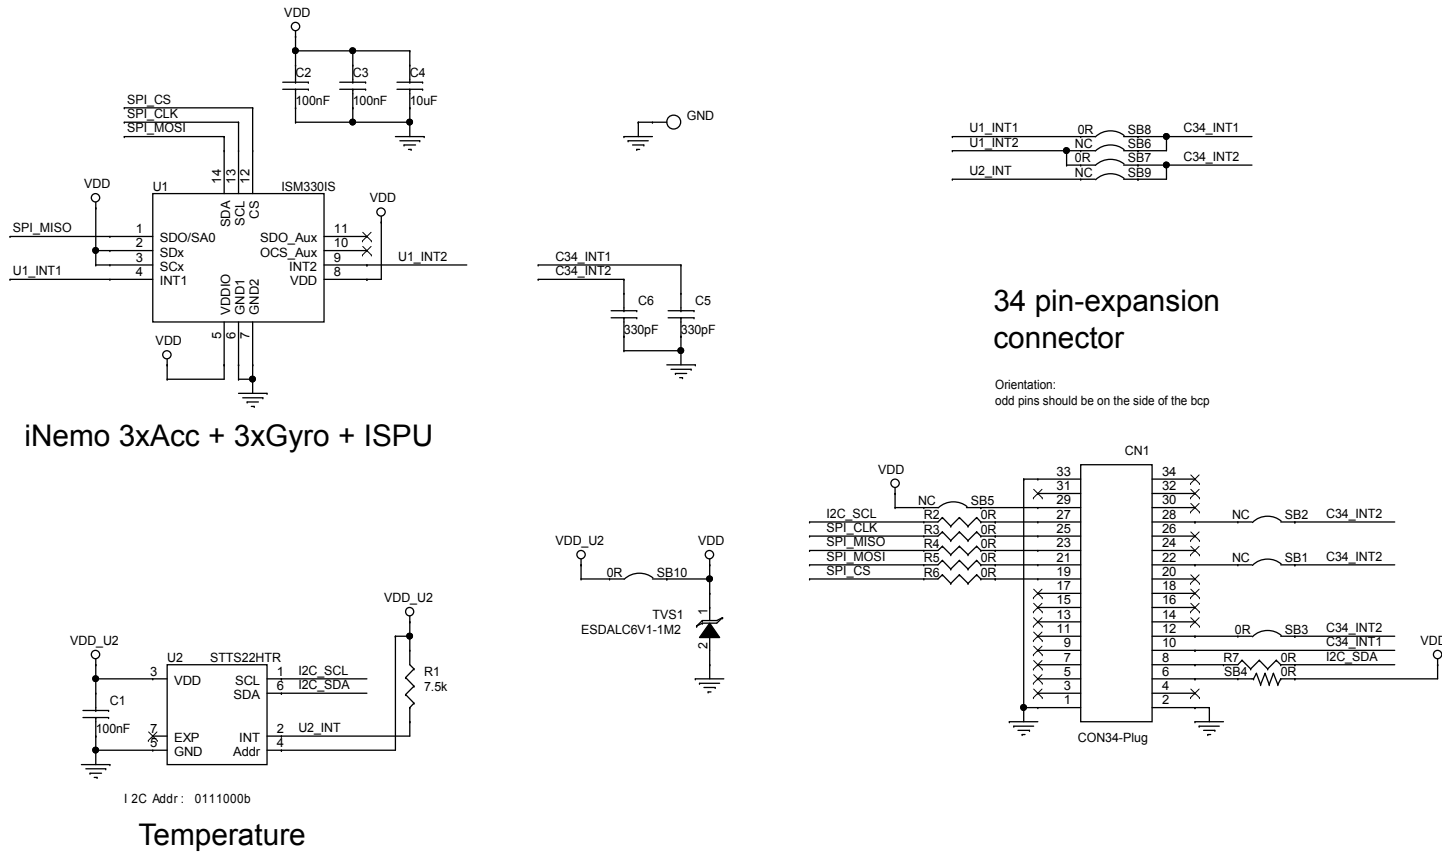 VDD
C2
C3
C4
100nF
100nF
10uF
SPI_CS
SPI_CLK
SPI_MOSI
14
13
12
VDD
U1
ISM330IS
VDD
SDA
SCL
CS
SPI_MISO
1
SDO/SA0
SDO_Aux
11
2
SDx
OCS_Aux
10
3
SCx
INT2
9
U1_INT2
U1_INT1
4
INT1
VDD
8
VDDIO
GND1
GND2
5
6
7
VDD
iNemo 3xAcc + 3xGyro + ISPU
GND
C34_INT1
C34_INT2
C6
C5
330pF
330pF
U1_INT1
0R
SB8
C34_INT1
U1_INT2
NC
SB6
0R
SB7
C34_INT2
U2_INT
NC
SB9
34 pin-expansion
connector
Orientation:
odd pins should be on the side of the bcp
VDD_U2
VDD_U2
U2
STTS22HTR
3
VDD
SCL
1
I2C_SCL
SDA
6
I2C_SDA
R1
7.5k
C1
100nF
7
EXP
INT
2
U2_INT
5
GND
Addr
4
I2C Addr: 0111000b
Temperature
VDD_U2
VDD
0R
SB10
TVS1
ESDALC6V1-1M2
1
2
CN1
VDD
33
34
31
32
NC
SB5
29
30
I2C_SCL
R2
0R
27
28
NC
SB2
C34_INT2
SPI_CLK
R3
0R
25
26
SPI_MISO
R4
0R
23
24
SPI_MOSI
R5
0R
21
22
NC
SB1
C34_INT2
SPI_CS
R6
0R
19
20
17
18
15
16
13
14
11
12
0R
SB3
C34_INT2
9
10
C34_INT1
VDD
7
8
R7
0R
I2C_SDA
5
6
SB4
0R
3
4
1
2
CON34-Plug